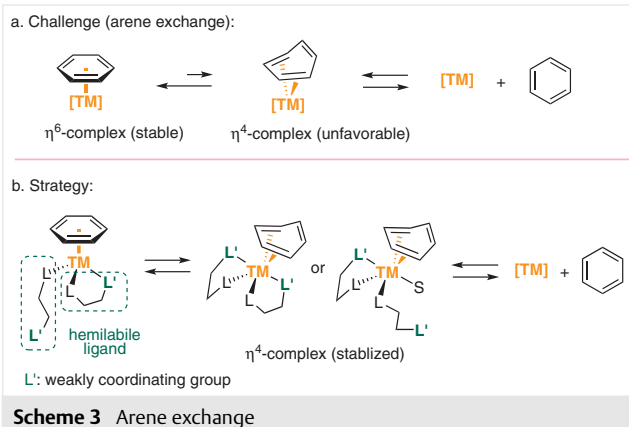 a. Challenge (arene exchange):
[TM]
[TM]
[TM] +
η6-complex (stable)
η4-complex (unfavorable)
b. Strategy:
L'
L'
TM
L'
TM
L'
or
TM
[TM] +
L
L
L
L
L
S
L
L'
hemilabile
ligand
L'
η4-complex (stablized)
L': weakly coordinating group
Scheme 3 Arene exchange